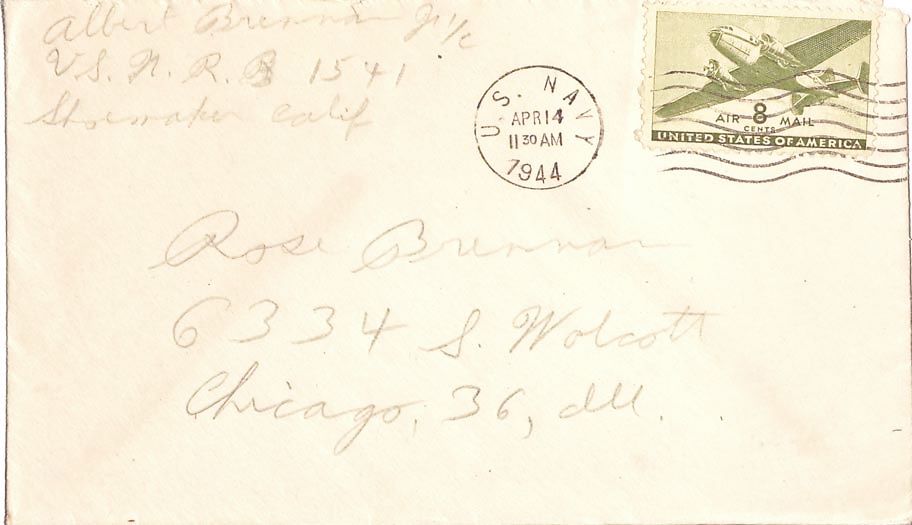 Albert Brennan Jr 1/c
U.S. N. R. B 1541
Shoemaker Calif
U.S. NAVY
APR 14
11 30 AM
1944
AIR 8 MAIL
CENTS
UNITED STATES OF AMERICA
Rose Brennan
6334 S. Wolcott
Chicago, 36, Ill.